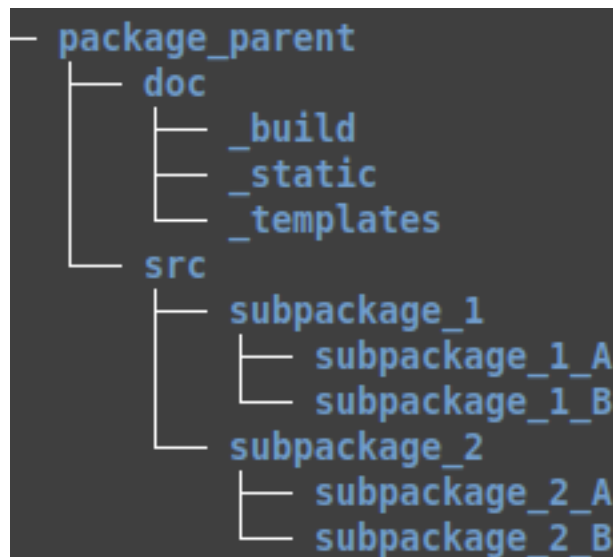 package_parent
doc
_build
_static
_templates
src
subpackage_1
subpackage_1_A
subpackage_1_B
subpackage_2
subpackage_2_A
subpackage_2_B